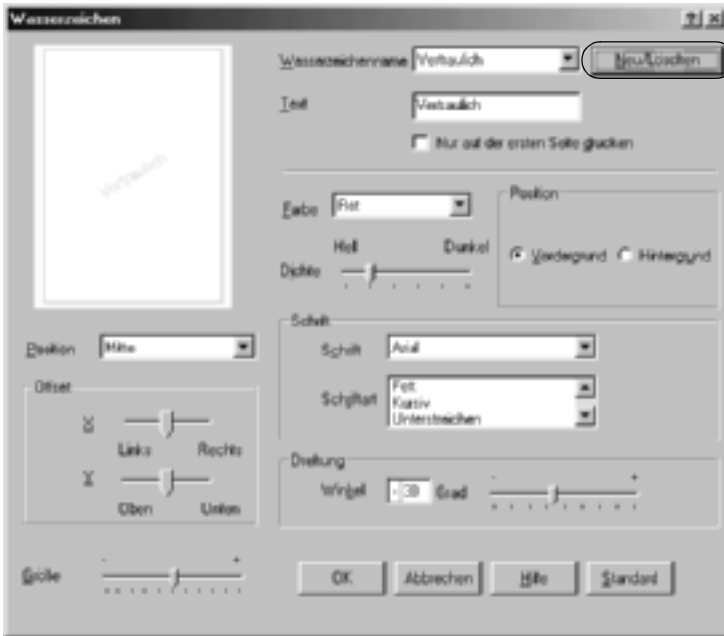 Wasserzeichen
Vertraulich
Wasserzeichenname Vertraulich Neu/Löschen
Text Vertraulich
Nur auf der ersten Seite drucken
Farbe Rot
Position
Hell Dunkel
Vordergrund Hintergrund
Dichte
Position Mitte
Schrift
Schrift Arial
Schriftart Fett
Kursiv
Unterstreichen
Offset
X
Links Rechts
Y
Oben Unten
Drehung
Winkel - 30 Grad - +
Größe - +
OK Abbrechen Hilfe Standard